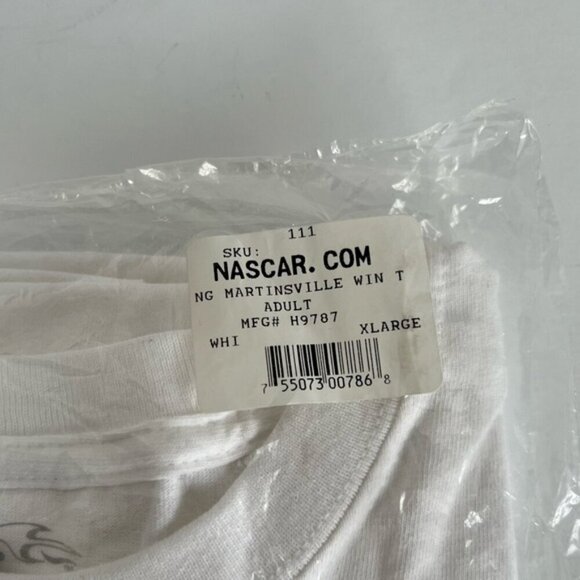 111
SKU:
NASCAR. COM
NG MARTINSVILLE WIN T
ADULT
MFG# H9787
WHI XLARGE
7 55073 00786 8